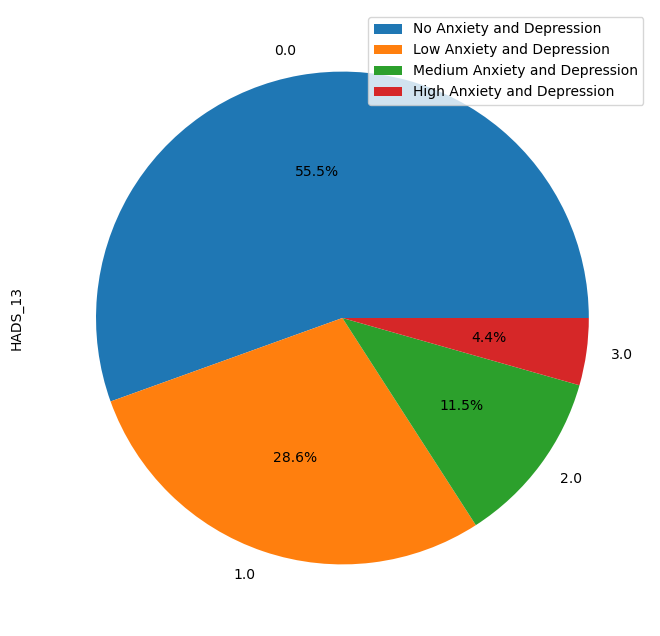 No Anxiety and Depression
Low Anxiety and Depression
Medium Anxiety and Depression
High Anxiety and Depression
0.0
55.5%
HADS_13
4.4%
3.0
11.5%
28.6%
2.0
1.0